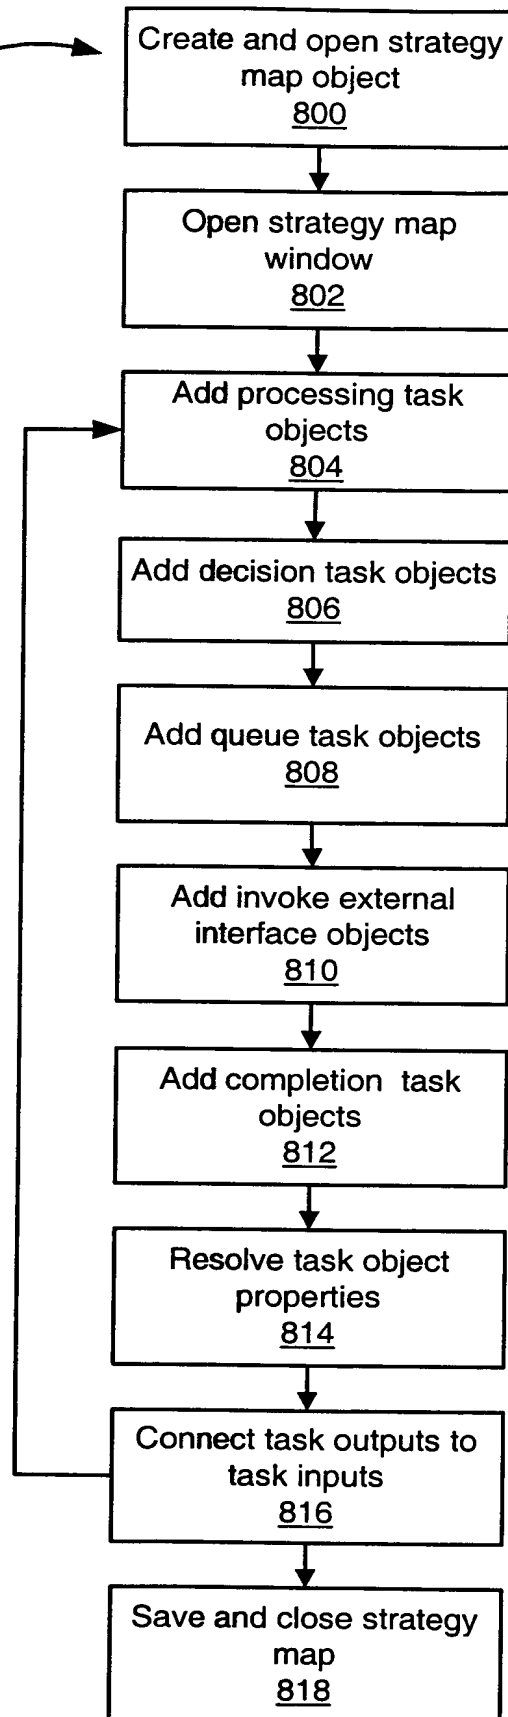 Create and open strategy
map object
800
Open strategy map
window
802
Add processing task
objects
804
Add decision task objects
806
Add queue task objects
808
Add invoke external
interface objects
810
Add completion task
objects
812
Resolve task object
properties
814
Connect task outputs to
task inputs
816
Save and close strategy
map
818